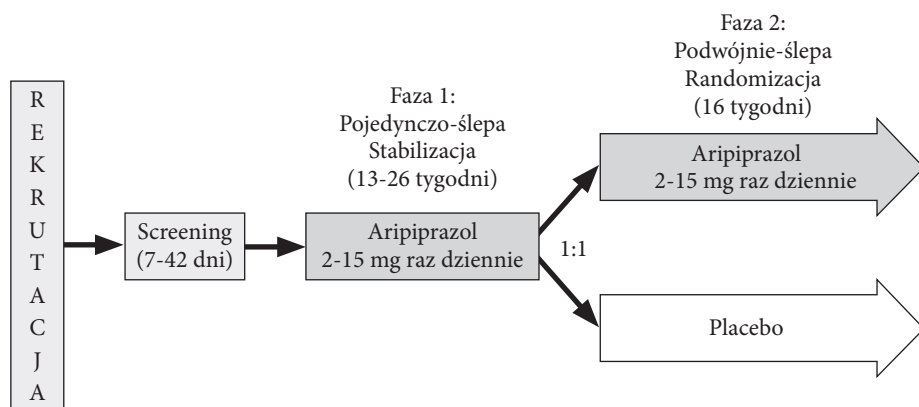 REKRUTACJA
Screening
(7-42 dni)
Faza 1:
Pojedynczo-ślepa
Stabilizacja
(13-26 tygodni)
Aripiprazol
2-15 mg raz dziennie
1:1
Faza 2:
Podwójnie-ślepa
Randomizacja
(16 tygodni)
Aripiprazol
2-15 mg raz dziennie
Placebo